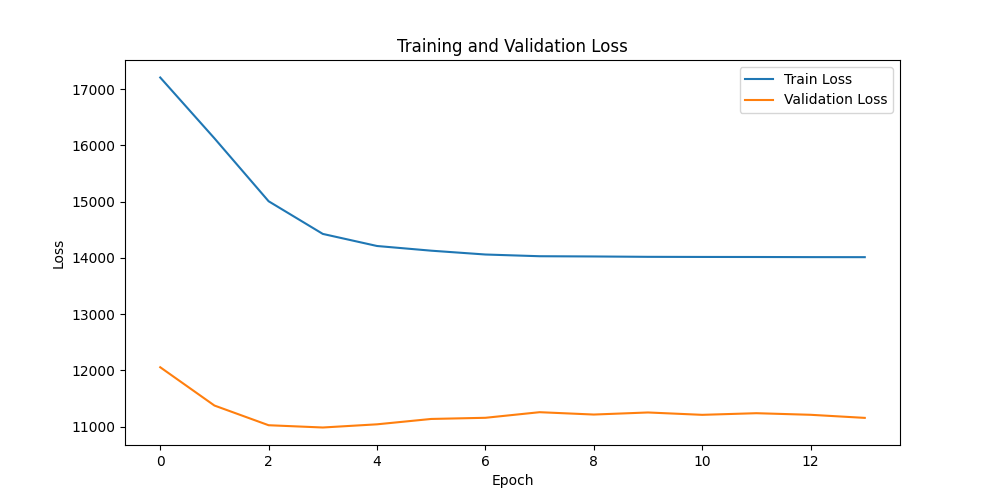 Training and Validation Loss
Train Loss
Validation Loss
17000
16000
15000
14000
13000
12000
11000
Loss
0 2 4 6 8 10 12
Epoch